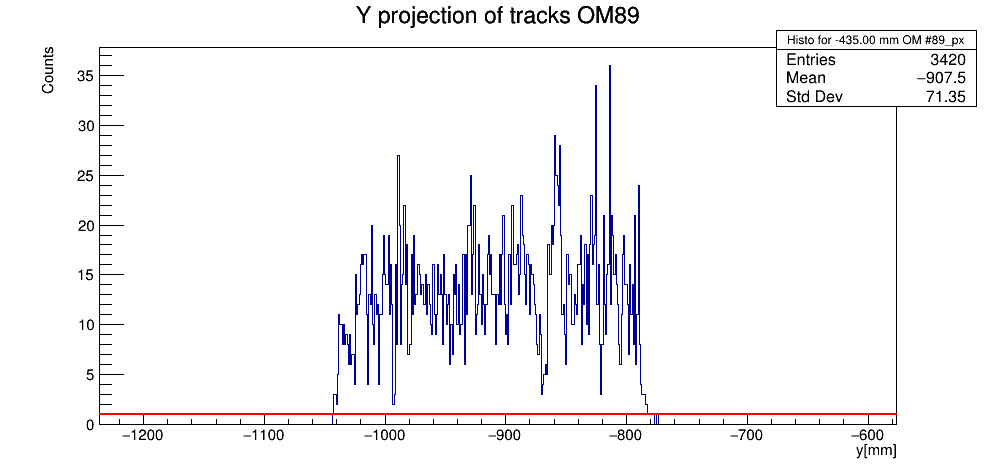 Y projection of tracks OM89
Histo for -435.00 mm OM #89_px
Entries 3420
Mean −907.5
Std Dev 71.35
Counts
35
30
25
20
15
10
5
0
−1200 −1100 −1000 −900 −800 −700 −600
y[mm]